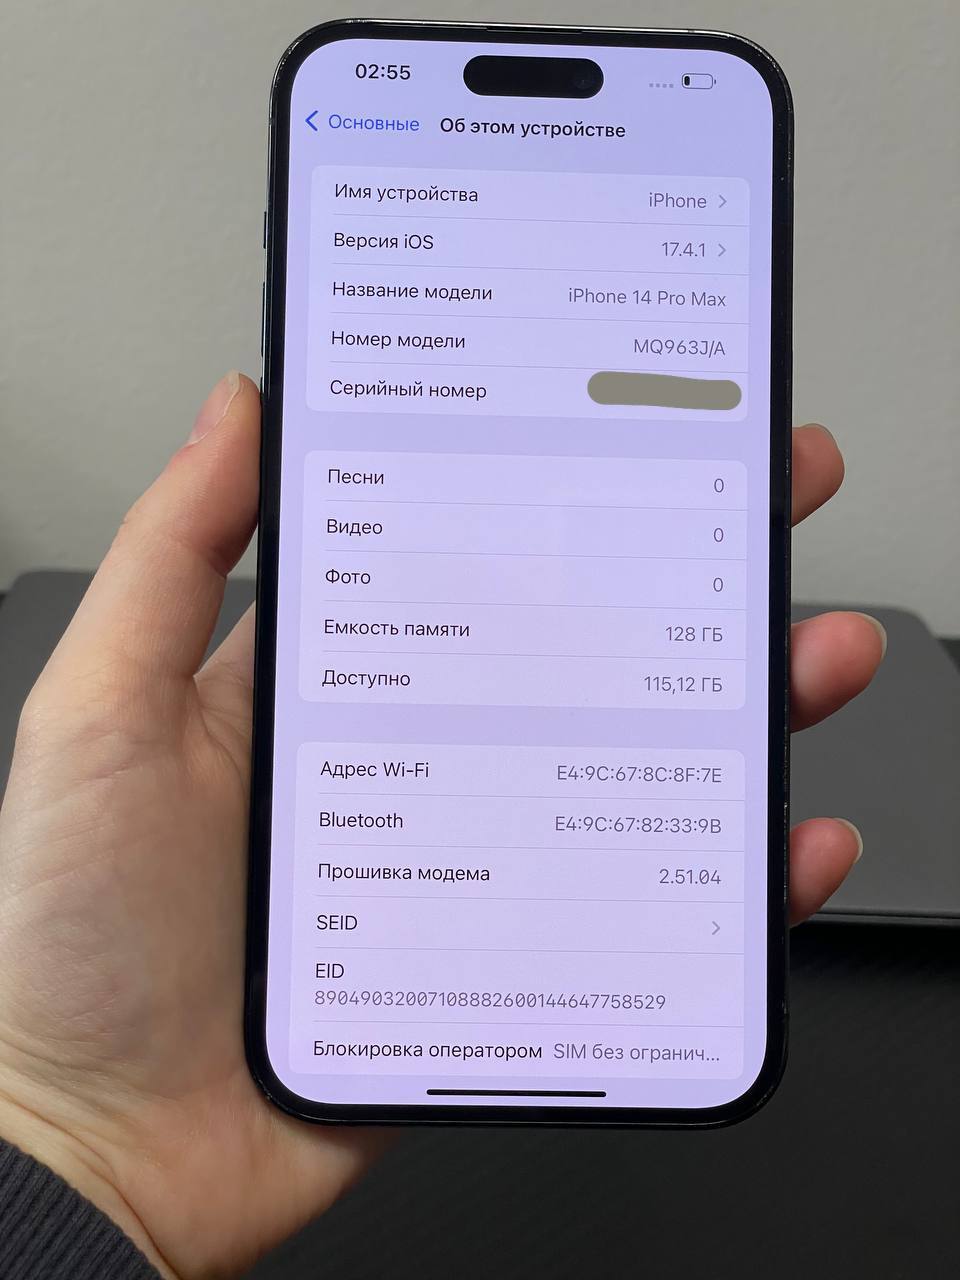 02:55
Основные Об этом устройстве
Имя устройства iPhone
Версия iOS 17.4.1
Название модели iPhone 14 Pro Max
Номер модели MQ963J/A
Серийный номер
Песни 0
Видео 0
Фото 0
Емкость памяти 128 ГБ
Доступно 115,12 ГБ
Адрес Wi-Fi E4:9C:67:8C:8F:7E
Bluetooth E4:9C:67:82:33:9B
Прошивка модема 2.51.04
SEID
EID
89049032007108882600144647758529
Блокировка оператором SIM без огранич...